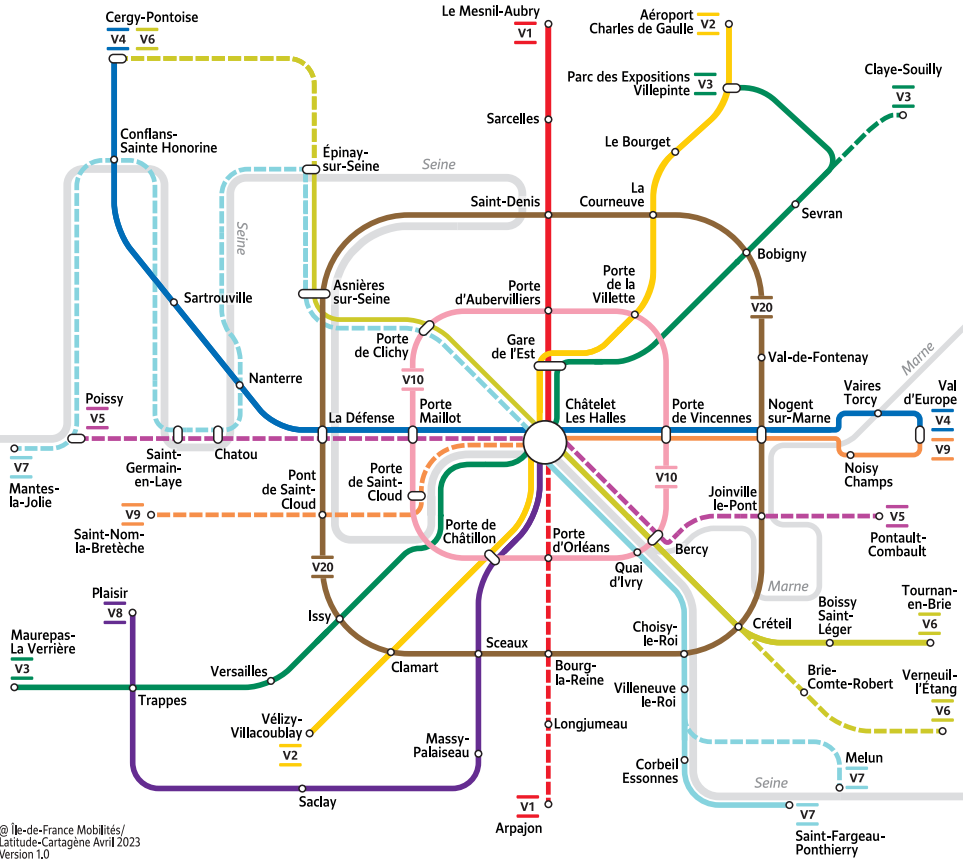 Cergy-Pontoise
V4
V6
Le Mesnil-Aubry
V1
Aéroport
Charles de Gaulle
V2
Parc des Expositions
Villepinte
V3
Claye-Souilly
V3
Conflans-
Sainte Honorine
Épinay-
sur-Seine
Seine
Sarcelles
Le Bourget
La
Courneuve
Sevran
Saint-Denis
Seine
Bobigny
Sartrouville
Asnières
sur-Seine
Porte
d'Aubervilliers
Porte
de la
Villette
V20
Porte
de Clichy
Gare
de l'Est
Val-de-Fontenay
Marne
Nanterre
V10
Poissy
V5
La Défense
Porte
Maillot
Châtelet
Les Halles
Porte
de Vincennes
Nogent
sur-Marne
Vaires
Torcy
Val
d'Europe
V4
V9
V7
Mantes-
la-Jolie
Saint-
Germain-
en-Laye
Chatou
Noisy
Champs
Pont
de Saint-
Cloud
Porte
de Saint-
Cloud
V10
V9
Saint-Nom-
la-Bretèche
Porte de
Châtillon
Porte
d'Orléans
Quai
d'Ivry
Bercy
Joinville
le-Pont
V5
Pontault-
Combault
V20
Marne
Plaisir
V8
Issy
Maurepas-
La Verrière
V3
Versailles
Trappes
Clamart
Sceaux
Bourg-
la-Reine
Choisy-
le-Roi
Créteil
Boissy
Saint-
Léger
Tournan-
en-Brie
V6
Villeneuve
le-Roi
Brie-
Comte-Robert
Verneuil-
l'Étang
V6
Vélizy-
Villacoublay
V2
Massy-
Palaiseau
Longjumeau
Corbeil
Essonnes
Melun
V7
Seine
Saclay
V1
Arpajon
V7
Saint-Fargeau-
Ponthierry
@ Île-de-France Mobilités/
Latitude-Cartagène Avril 2023
Version 1.0